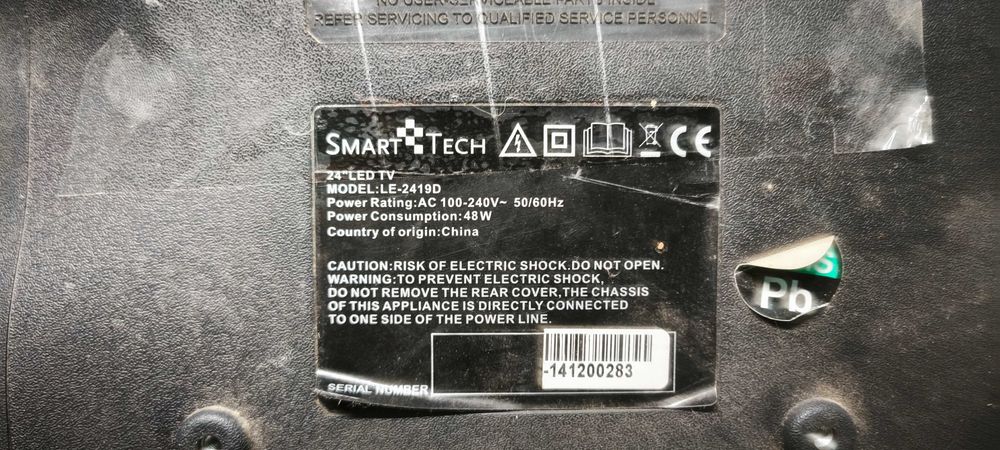 NO USER-SERVICEABLE PARTS INSIDE
REFER SERVICING TO QUALIFIED SERVICE PERSONNEL
SMART TECH
CE
24"LED TV
MODEL:LE-2419D
Power Rating:AC 100-240V~ 50/60Hz
Power Consumption:48W
Country of origin:China
CAUTION:RISK OF ELECTRIC SHOCK.DO NOT OPEN.
WARNING:TO PREVENT ELECTRIC SHOCK,
DO NOT REMOVE THE REAR COVER,THE CHASSIS
OF THIS APPLIANCE IS DIRECTLY CONNECTED
TO ONE SIDE OF THE POWER LINE.
-141200283
SERIAL NUMBER
Pb